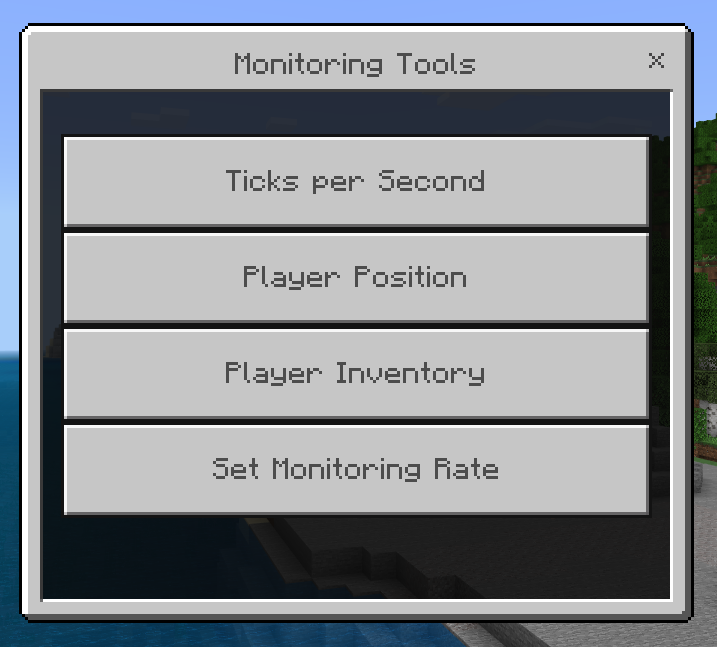 Monitoring Tools
Ticks per Second
Player Position
Player Inventory
Set Monitoring Rate